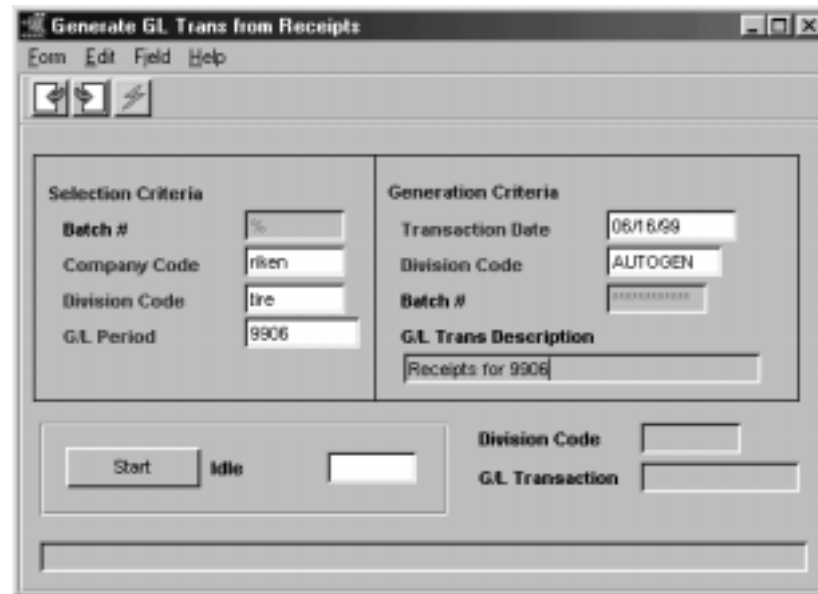 Generate GL Trans from Receipts
Form Edit Field Help
Selection Criteria
Batch # %
Company Code riken
Division Code tire
G/L Period 9906
Generation Criteria
Transaction Date 06/16/99
Division Code AUTOGEN
Batch # ************
G/L Trans Description
Receipts for 9906
Start Idle
Division Code
G/L Transaction